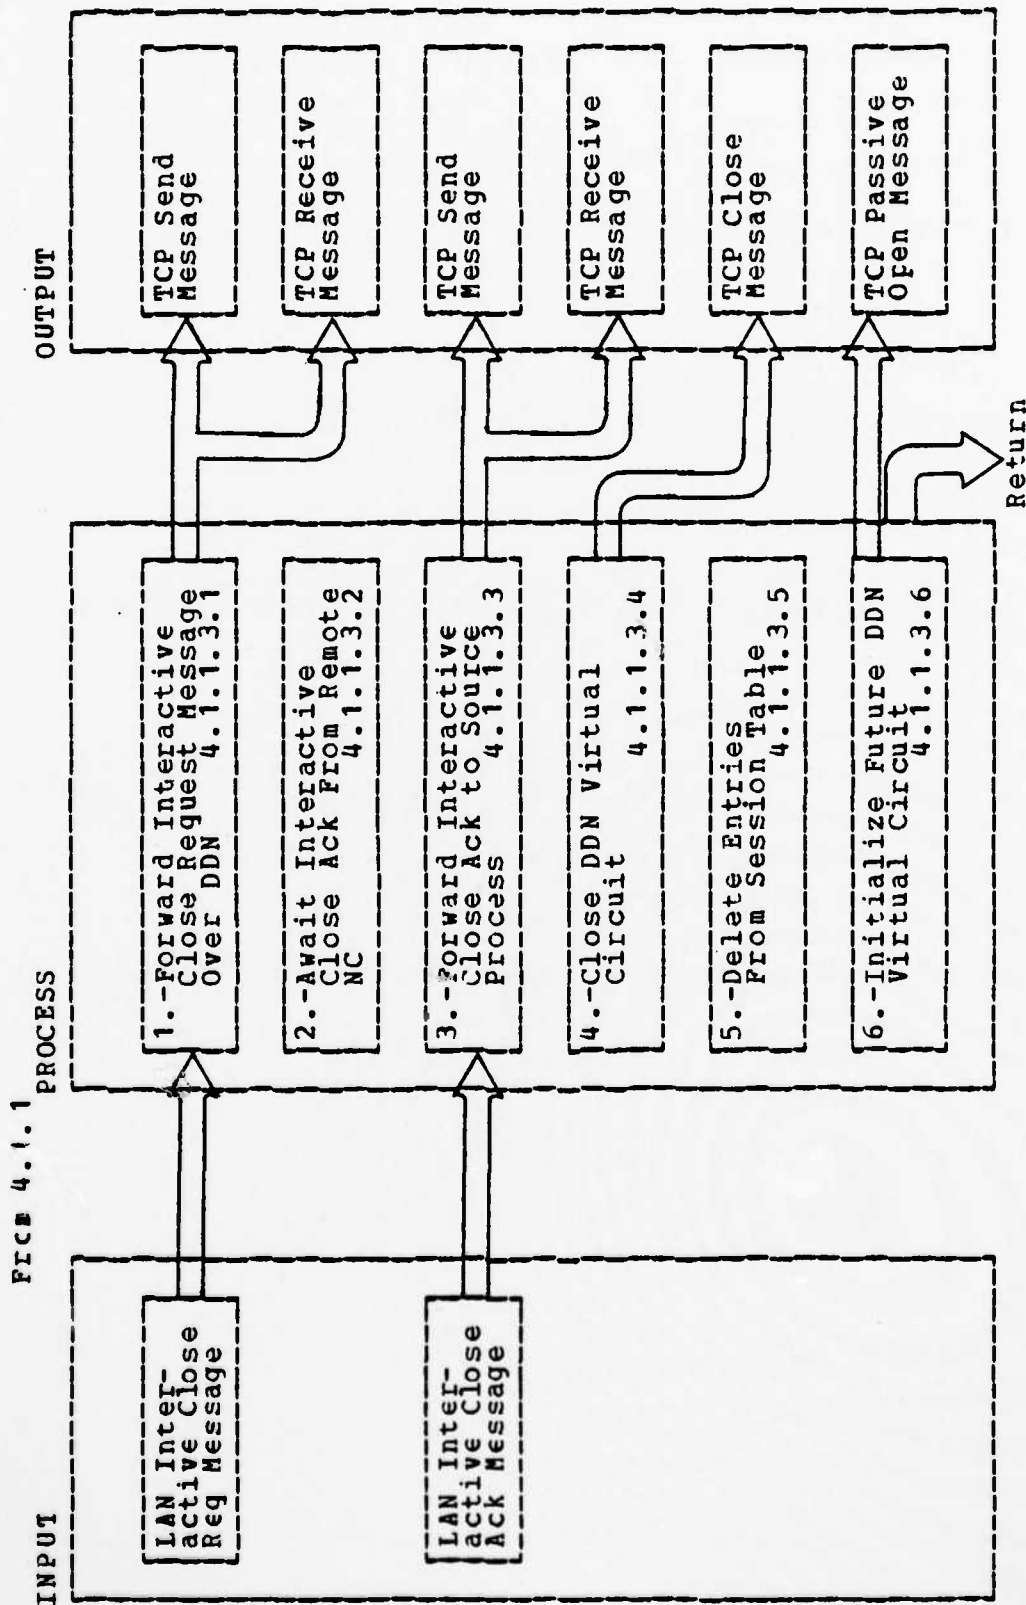 From 4.1.1
INPUT
PROCESS
OUTPUT
LAN Inter-
active Close
Req Message
LAN Inter-
active Close
Ack Message
1.-Forward Interactive
Close Request Message
Over DDN 4.1.1.3.1
2.-Await Interactive
Close Ack From Remote
NC 4.1.1.3.2
3.-Forward Interactive
Close Ack to Source
Process 4.1.1.3.3
4.-Close DDN Virtual
Circuit 4.1.1.3.4
5.-Delete Entries
From Session Table
4.1.1.3.5
6.-Initialize Future DDN
Virtual Circuit
4.1.1.3.6
TCP Send
Message
TCP Receive
Message
TCP Send
Message
TCP Receive
Message
TCP Close
Message
TCP Passive
Open Message
Return